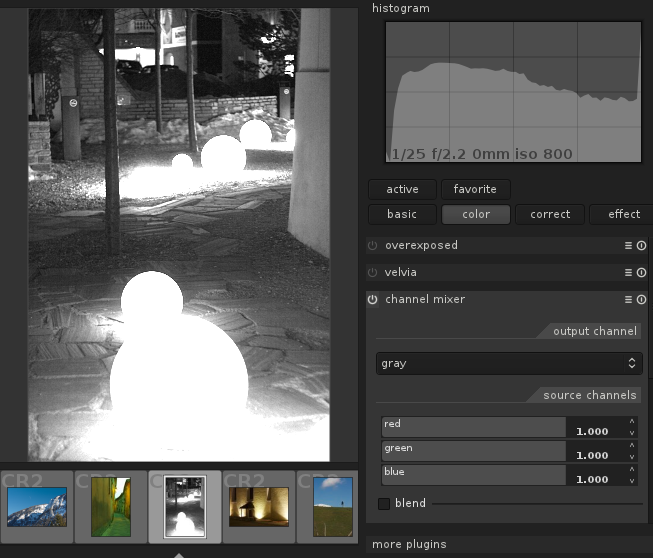 histogram
1/25 f/2.2 0mm iso 800
active favorite
basic color correct effect
overexposed
velvia
channel mixer
output channel
gray
source channels
red 1.000
green 1.000
blue 1.000
blend
CR2 CR2 CR2 CR2 CR2
more plugins